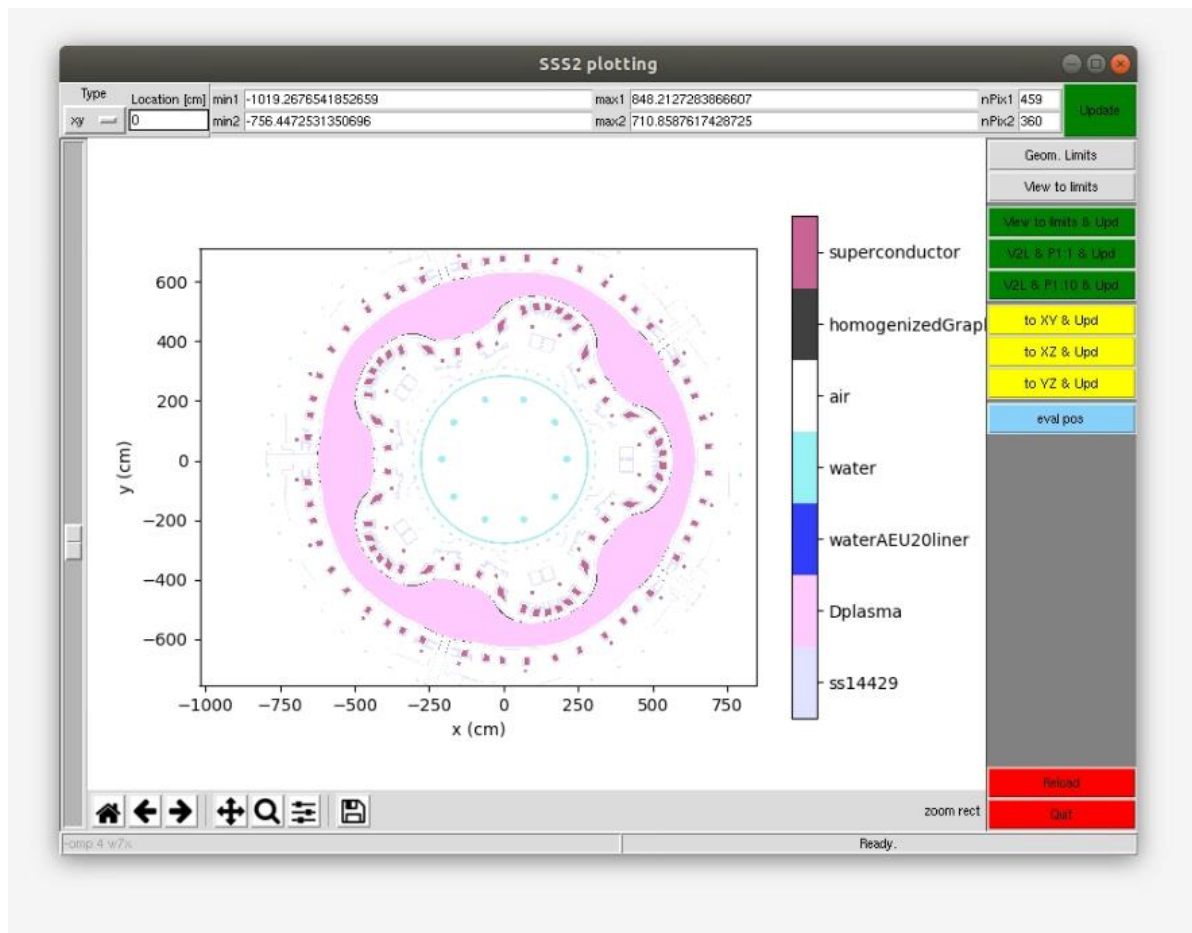 SSS2 plotting
Type
Location [cm]
min1 -1019.2676541852659
max1 848.2127283866607
nPix1 459
Update
xy
0
min2 -756.4472531350696
max2 710.8587617428725
nPix2 360
Geom. Limits
View to limits
View to limits & Upd
V2L & P1:1 & Upd
V2L & P1:10 & Upd
to XY & Upd
to XZ & Upd
to YZ & Upd
eval pos
superconductor
homogenizedGrap
air
water
waterAEU20liner
Dplasma
ss14429
600
400
200
0
−200
−400
−600
y (cm)
−1000 −750 −500 −250 0 250 500 750
x (cm)
Reload
Quit
zoom rect
-omp 4 w7x
Ready.